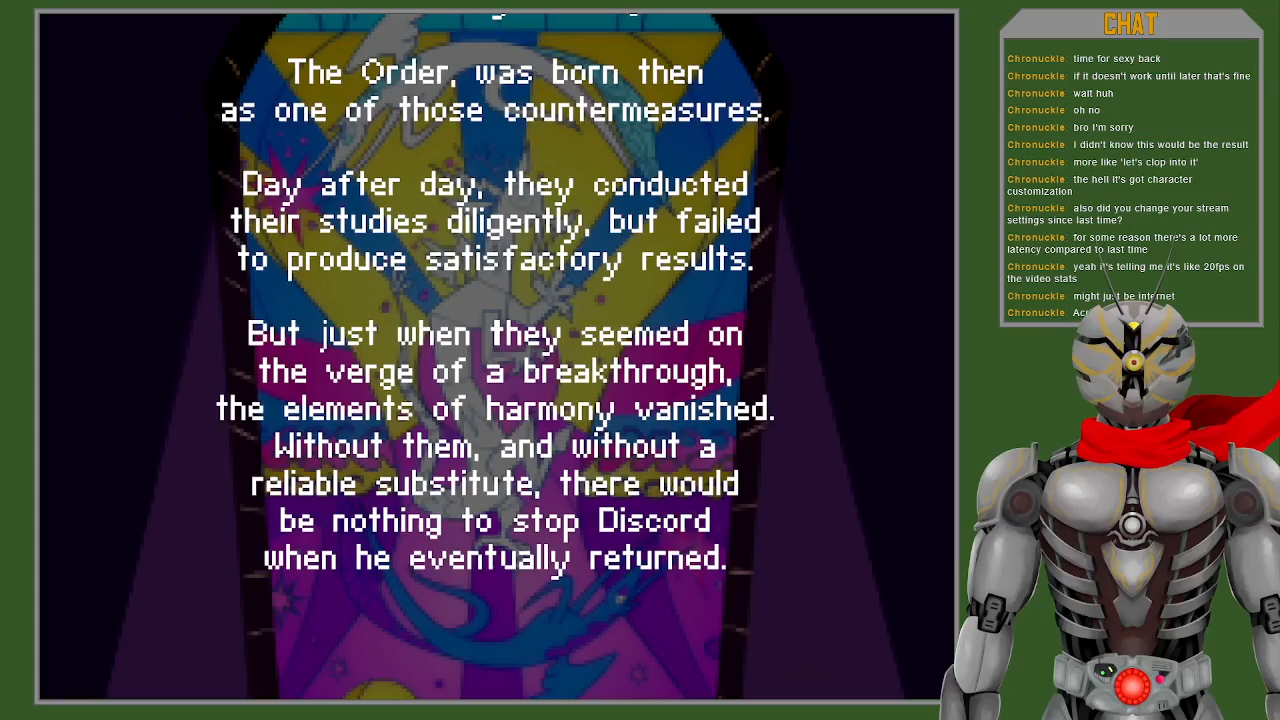 The Order, was born then
as one of those countermeasures.
Day after day, they conducted
their studies diligently, but failed
to produce satisfactory results.
But just when they seemed on
the verge of a breakthrough,
the elements of harmony vanished.
Without them, and without a
reliable substitute, there would
be nothing to stop Discord
when he eventually returned.
CHAT
Chronuckle time for sexy back
Chronuckle if it doesn't work until later that's fine
Chronuckle wait huh
Chronuckle oh no
Chronuckle bro I'm sorry
Chronuckle I didn't know this would be the result
Chronuckle more like 'let's clop into it'
Chronuckle the hell it's got character
customization
Chronuckle also did you change your stream
settings since last time?
Chronuckle for some reason there's a lot more
latency compared to last time
Chronuckle yeah it's telling me it's like 20fps on
the video stats
Chronuckle might just be internet
Chronuckle